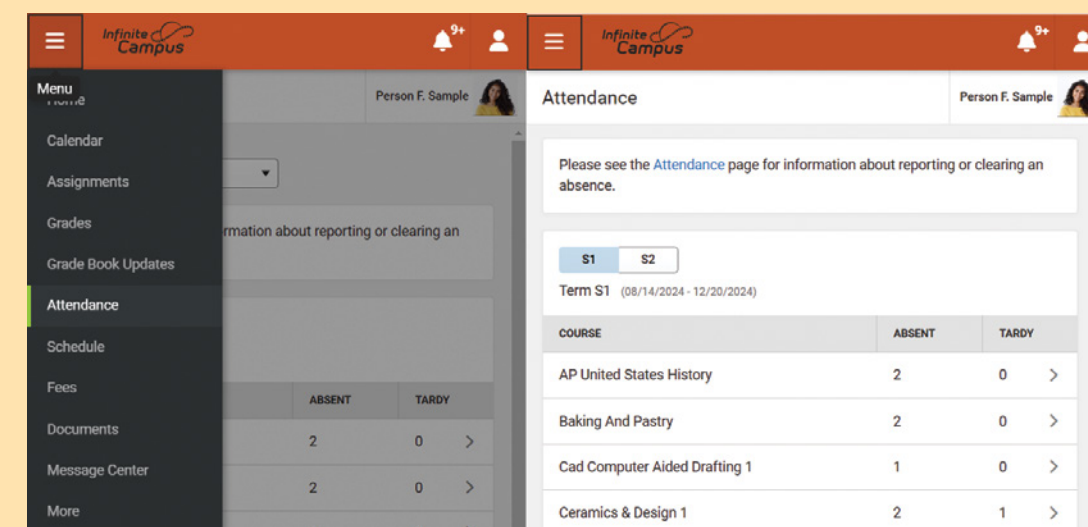 Infinite
Campus
9+
Menu
Home
Calendar
Assignments
Grades
Grade Book Updates
Attendance
Schedule
Fees
Documents
Message Center
More
Person F. Sample
rmation about reporting or clearing an
ABSENT TARDY
2 0
2 0
Infinite
Campus
9+
Attendance
Person F. Sample
Please see the Attendance page for information about reporting or clearing an
absence.
S1 S2
Term S1 (08/14/2024 - 12/20/2024)
COURSE ABSENT TARDY
AP United States History 2 0
Baking And Pastry 2 0
Cad Computer Aided Drafting 1 1 0
Ceramics & Design 1 2 1